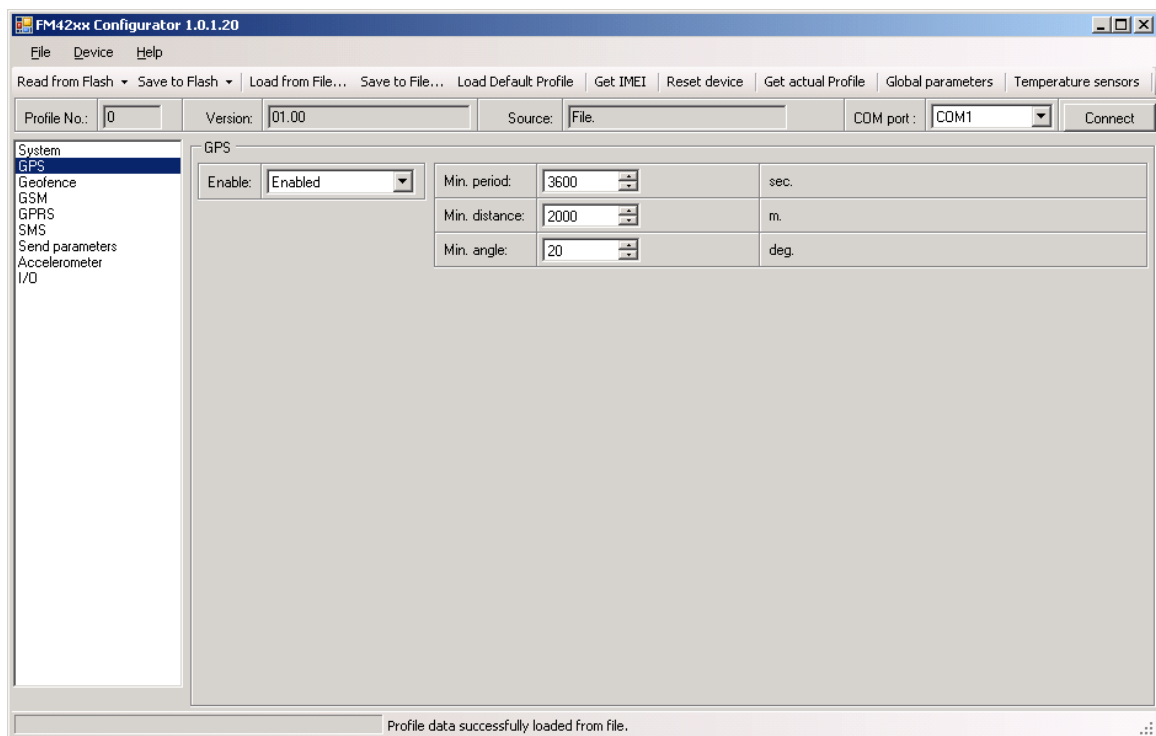 FM42xx Configurator 1.0.1.20
File Device Help
Read from Flash Save to Flash Load from File... Save to File... Load Default Profile Get IMEI Reset device Get actual Profile Global parameters Temperature sensors
Profile No.: 0 Version: 01.00 Source: File. COM port : COM1 Connect
System
GPS
Geofence
GSM
GPRS
SMS
Send parameters
Accelerometer
I/O
GPS
Enable: Enabled
Min. period: 3600 sec.
Min. distance: 2000 m.
Min. angle: 20 deg.
Profile data successfully loaded from file.